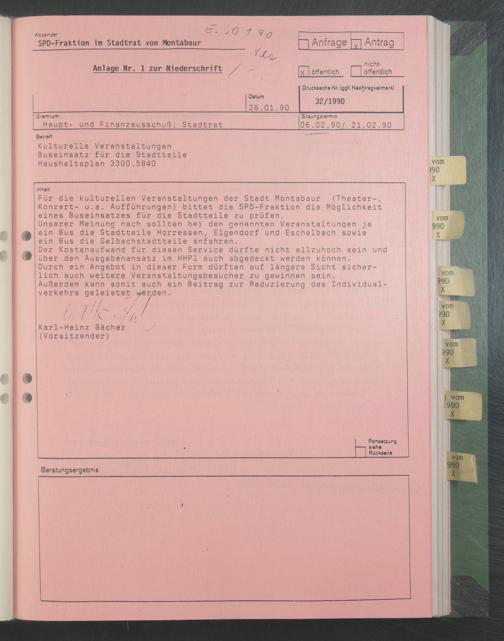 Absender
SPD-Fraktion im Stadtrat von Montabaur
Anfrage
x Antrag
Anlage Nr. 1 zur Niederschrift
x öffentlich
nicht-
öffentlich
Datum
26.01.90
Drucksache Nr. (ggf. Nachtragsvermerk)
32/1990
Gremium
Haupt- und Finanzausschuß; Stadtrat
Sitzungstermin
06.02.90/ 21.02.90
Betreff
Kulturelle Veranstaltungen
Buseinsatz für die Stadtteile
Haushaltsplan 3300.5840
Inhalt
Für die kulturellen Veranstaltungen der Stadt Montabaur (Theater-,
Konzert- u.a. Aufführungen) bittet die SPD-Fraktion die Möglichkeit
eines Buseinsatzes für die Stadtteile zu prüfen.
Unserer Meinung nach sollten bei den genannten Veranstaltungen je
ein Bus die Stadtteile Horressen, Elgendorf und Eschelbach sowie
ein Bus die Gelbachstadtteile anfahren.
Der Kostenaufwand für diesen Service dürfte nicht allzuhoch sein und
über den Ausgabenansatz im HHPl auch abgedeckt werden können.
Durch ein Angebot in dieser Form dürften auf längere Sicht sicher-
lich auch weitere Veranstaltungsbesucher zu gewinnen sein.
Außerdem kann somit auch ein Beitrag zur Reduzierung des Individual-
verkehrs geleistet werden.
Karl-Heinz Bächer
(Vorsitzender)
Fortsetzung
siehe
Rückseite
Beratungsergebnis
vom
990
X
vom
990
X
vom
990
X
vom
990
X
vom
990
X
vom
1990
X
vom
990
X